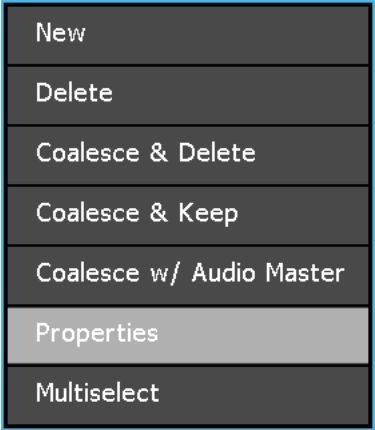 New
Delete
Coalesce & Delete
Coalesce & Keep
Coalesce w/ Audio Master
Properties
Multiselect